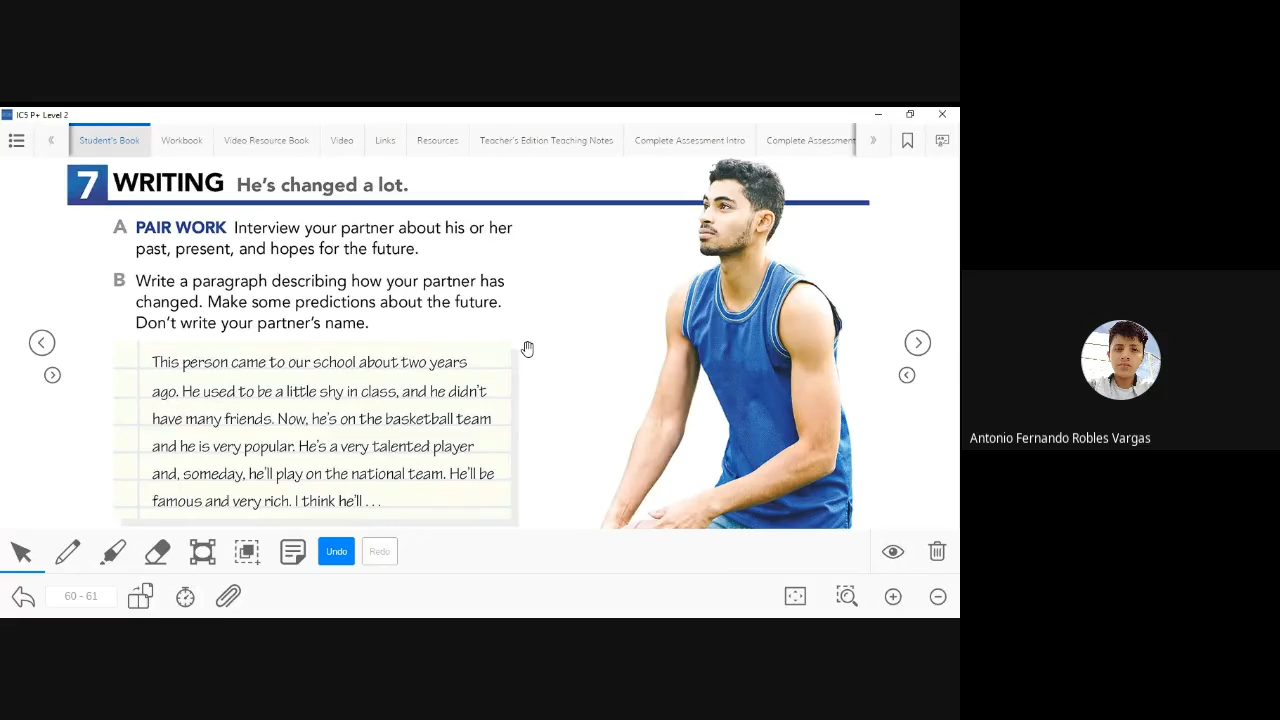 IC5 P+ Level 2
Student's Book Workbook Video Resource Book Video Links Resources Teacher's Edition Teaching Notes Complete Assessment Intro Complete Assessment
7 WRITING He's changed a lot.
A PAIR WORK Interview your partner about his or her
past, present, and hopes for the future.
B Write a paragraph describing how your partner has
changed. Make some predictions about the future.
Don't write your partner's name.
This person came to our school about two years
ago. He used to be a little shy in class, and he didn't
have many friends. Now, he's on the basketball team
and he is very popular. He's a very talented player
and, someday, he'll play on the national team. He'll be
famous and very rich. I think he'll . . .
Undo Redo
60 - 61
Antonio Fernando Robles Vargas